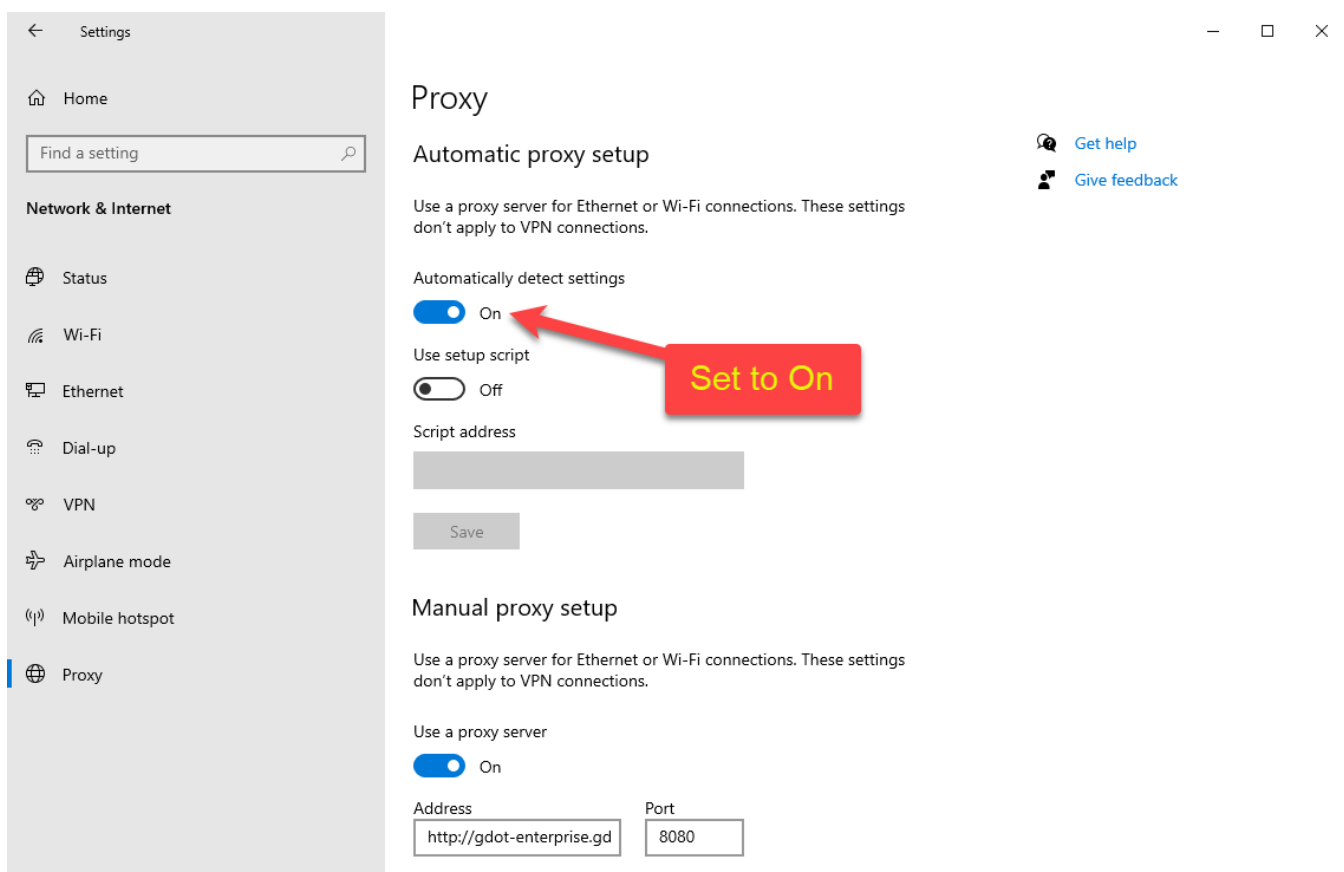 Settings
Home
Find a setting
Network & Internet
Status
Wi-Fi
Ethernet
Dial-up
VPN
Airplane mode
Mobile hotspot
Proxy
Proxy
Automatic proxy setup
Use a proxy server for Ethernet or Wi-Fi connections. These settings
don't apply to VPN connections.
Automatically detect settings
On
Set to On
Use setup script
Off
Script address
Save
Manual proxy setup
Use a proxy server for Ethernet or Wi-Fi connections. These settings
don't apply to VPN connections.
Use a proxy server
On
Address Port
http://gdot-enterprise.gd 8080
Get help
Give feedback